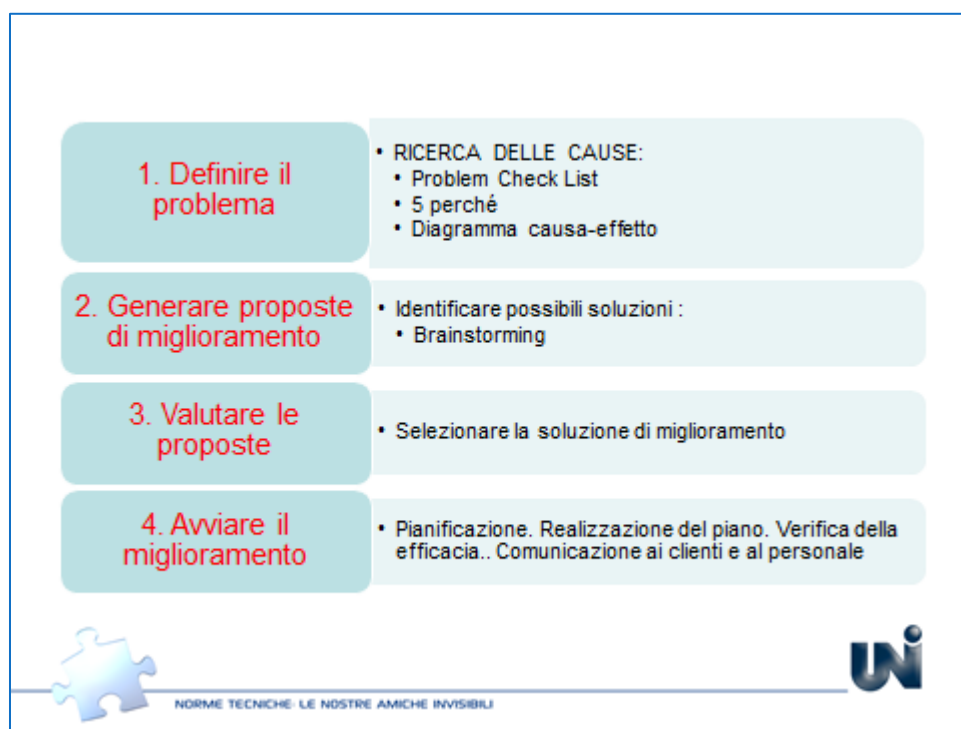 1. Definire il
problema
• RICERCA DELLE CAUSE:
• Problem Check List
• 5 perché
• Diagramma causa-effetto
2. Generare proposte
di miglioramento
• Identificare possibili soluzioni :
• Brainstorming
3. Valutare le
proposte
• Selezionare la soluzione di miglioramento
4. Avviare il
miglioramento
• Pianificazione. Realizzazione del piano. Verifica della
efficacia.. Comunicazione ai clienti e al personale
UNI
NORME TECNICHE: LE NOSTRE AMICHE INVISIBILI